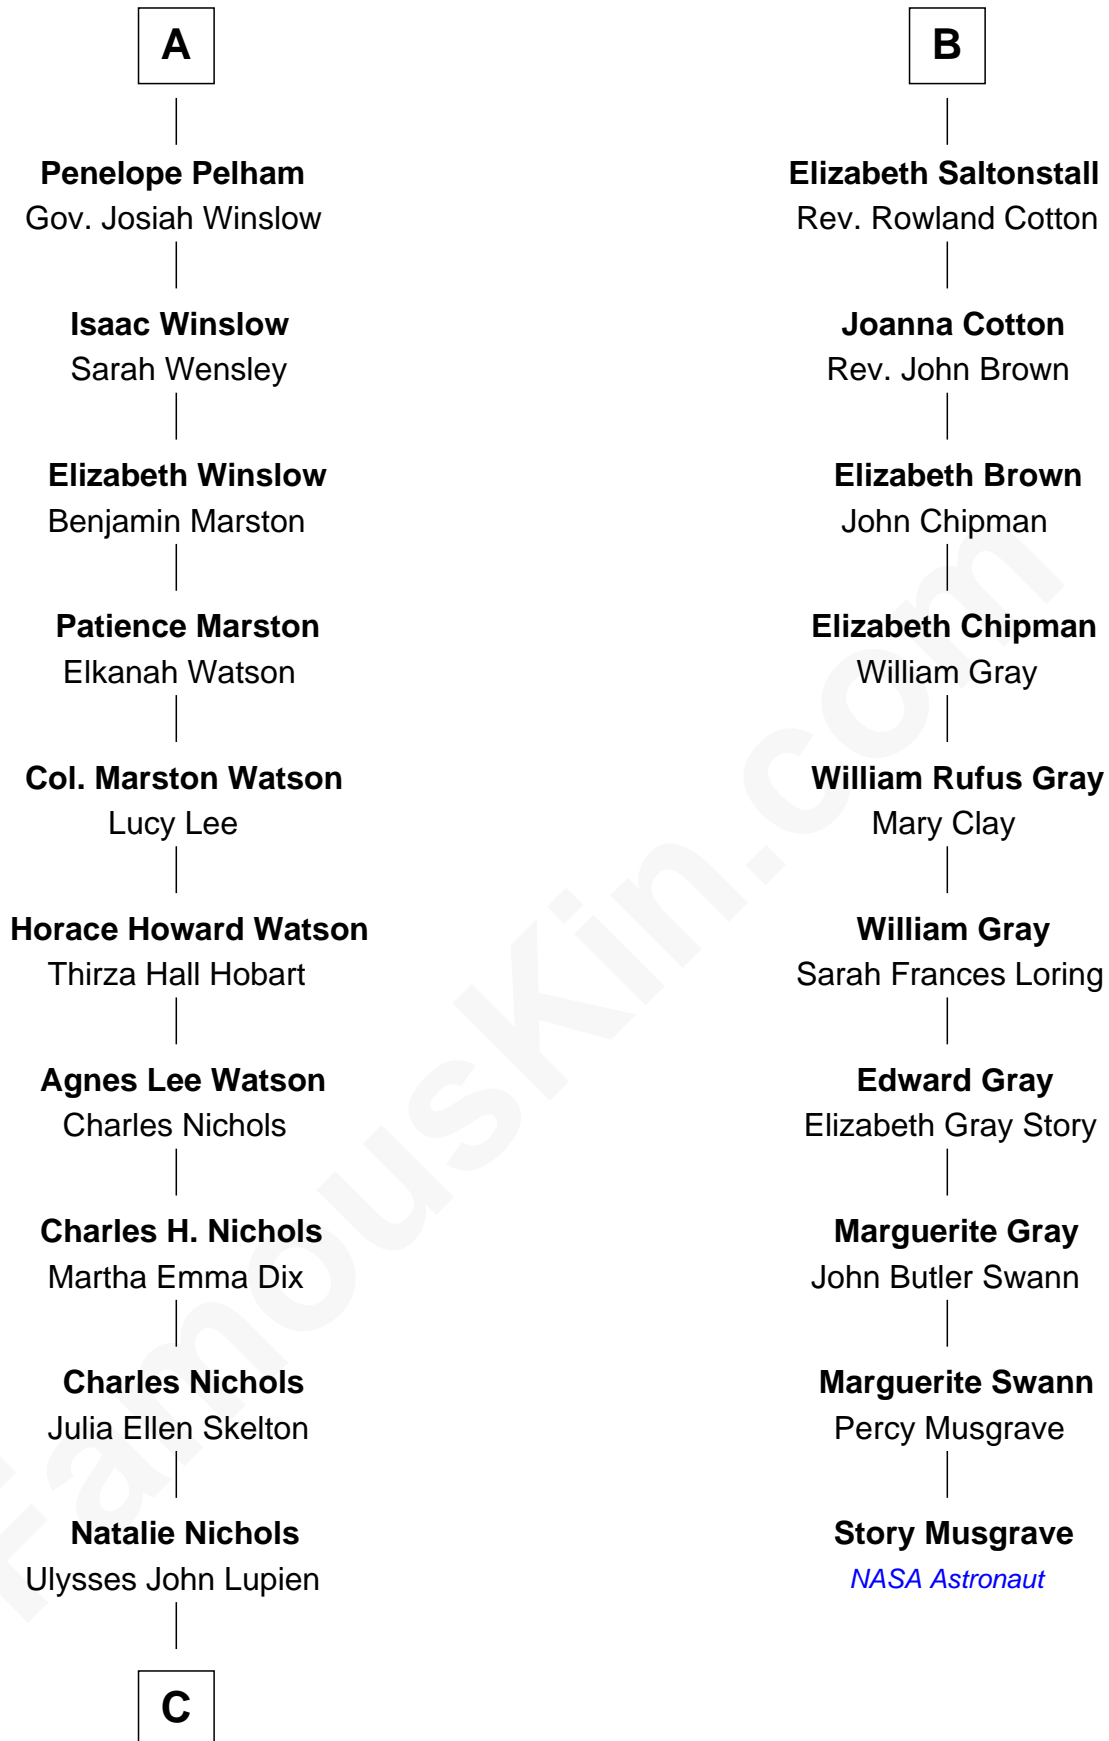 A
Penelope Pelham
Gov. Josiah Winslow
Isaac Winslow
Sarah Wensley
Elizabeth Winslow
Benjamin Marston
Patience Marston
Elkanah Watson
Col. Marston Watson
Lucy Lee
Horace Howard Watson
Thirza Hall Hobart
Agnes Lee Watson
Charles Nichols
Charles H. Nichols
Martha Emma Dix
Charles Nichols
Julia Ellen Skelton
Natalie Nichols
Ulysses John Lupien
C
B
Elizabeth Saltonstall
Rev. Rowland Cotton
Joanna Cotton
Rev. John Brown
Elizabeth Brown
John Chipman
Elizabeth Chipman
William Gray
William Rufus Gray
Mary Clay
William Gray
Sarah Frances Loring
Edward Gray
Elizabeth Gray Story
Marguerite Gray
John Butler Swann
Marguerite Swann
Percy Musgrave
Story Musgrave
NASA Astronaut
FamousKin.com